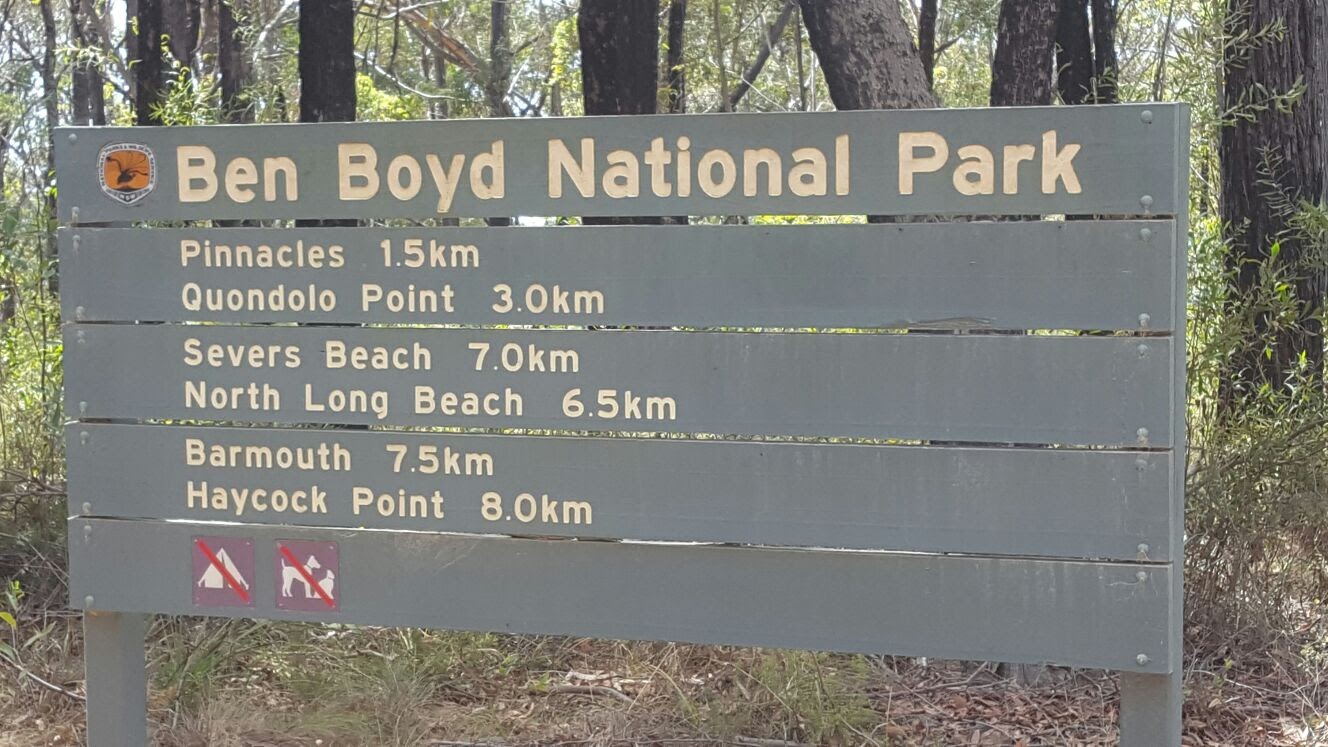 Ben Boyd National Park
Pinnacles 1.5km
Quondolo Point 3.0km
Severs Beach 7.0km
North Long Beach 6.5km
Barmouth 7.5km
Haycock Point 8.0km